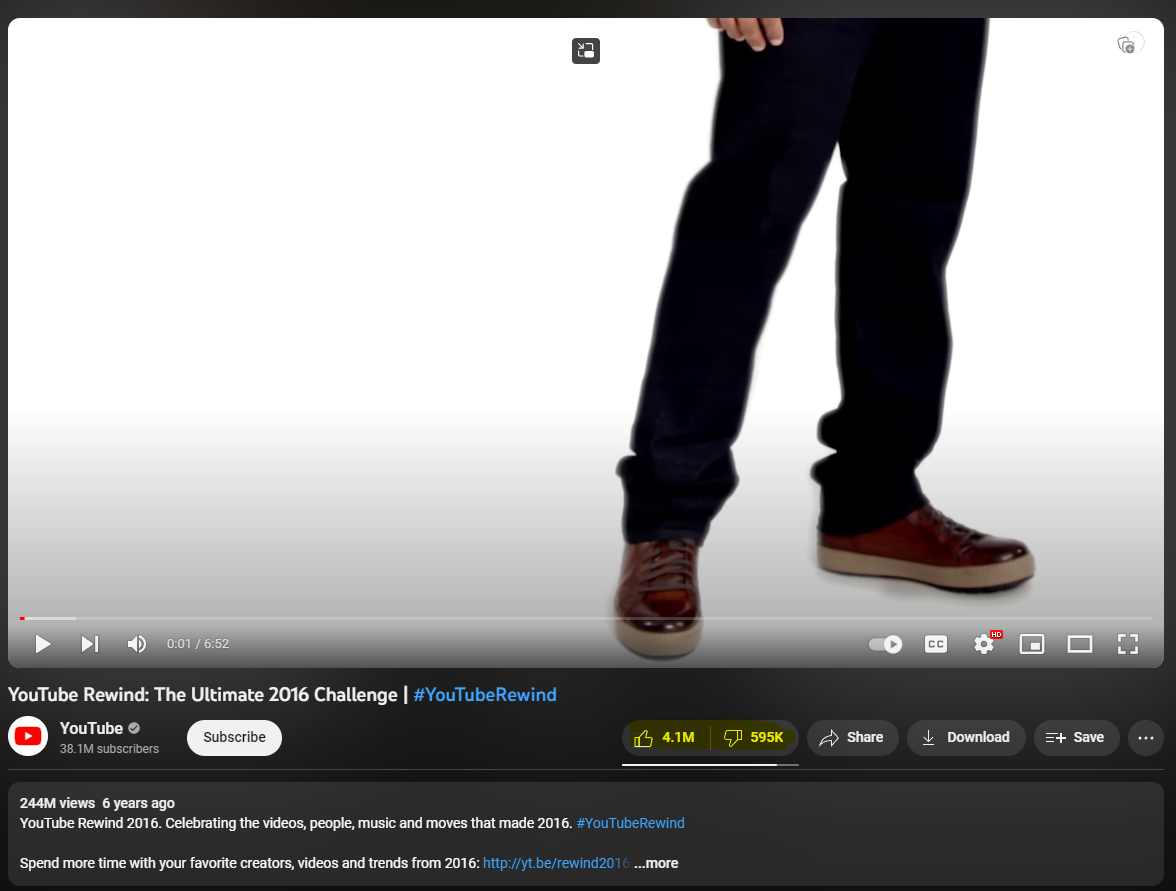 HD
0:01 / 6:52
CC
YouTube Rewind: The Ultimate 2016 Challenge | #YouTubeRewind
YouTube
38.1M subscribers
Subscribe
4.1M
595K
Share
Download
Save
244M views 6 years ago
YouTube Rewind 2016. Celebrating the videos, people, music and moves that made 2016. #YouTubeRewind
Spend more time with your favorite creators, videos and trends from 2016: http://yt.be/rewind2016 ...more